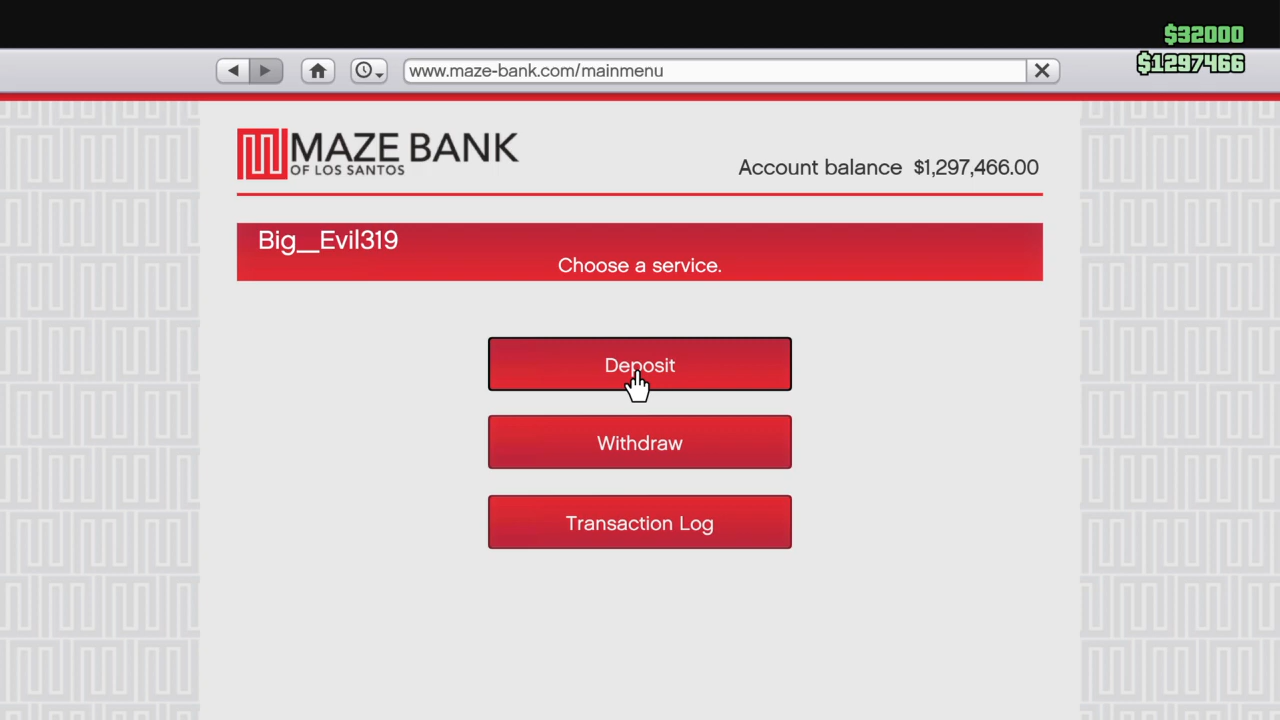 $32000
$1297466
www.maze-bank.com/mainmenu
MAZE BANK
OF LOS SANTOS
Account balance $1,297,466.00
Big__Evil319
Choose a service.
Deposit
Withdraw
Transaction Log